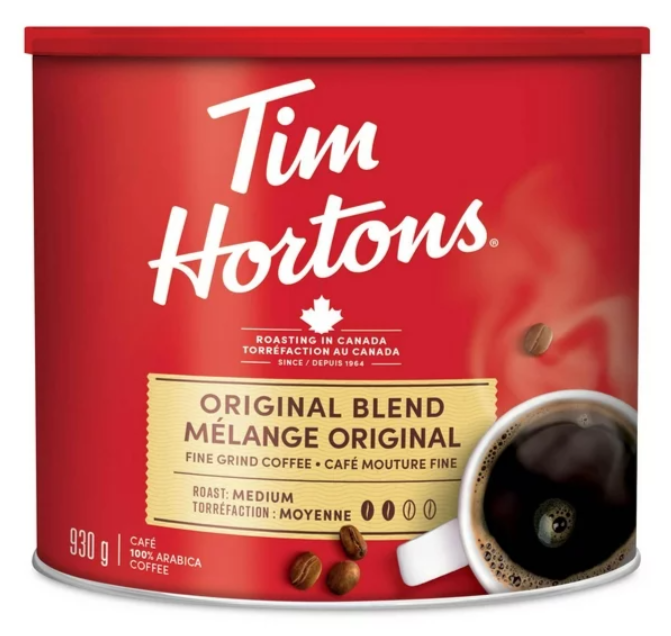 Tim
Hortons®
ROASTING IN CANADA
TORRÉFACTION AU CANADA
SINCE / DEPUIS 1964
ORIGINAL BLEND
MÉLANGE ORIGINAL
FINE GRIND COFFEE • CAFÉ MOUTURE FINE
ROAST: MEDIUM
TORRÉFACTION : MOYENNE
930 g
CAFÉ
100% ARABICA
COFFEE